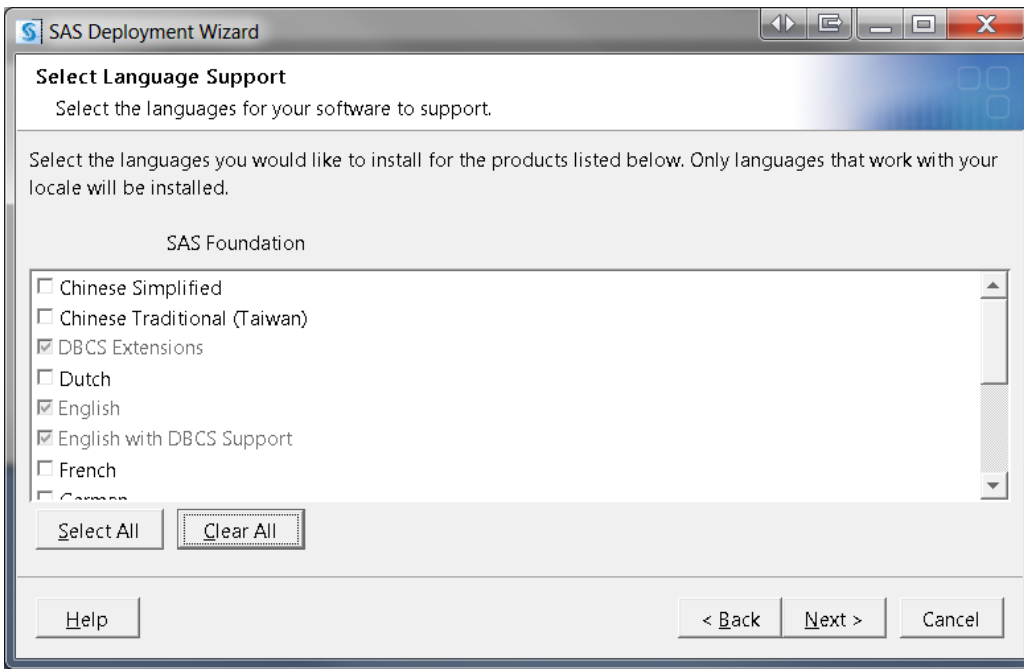 SAS Deployment Wizard
Select Language Support
Select the languages for your software to support.
Select the languages you would like to install for the products listed below. Only languages that work with your
locale will be installed.
SAS Foundation
Chinese Simplified
Chinese Traditional (Taiwan)
DBCS Extensions
Dutch
English
English with DBCS Support
French
German
Select All
Clear All
Help
< Back
Next >
Cancel